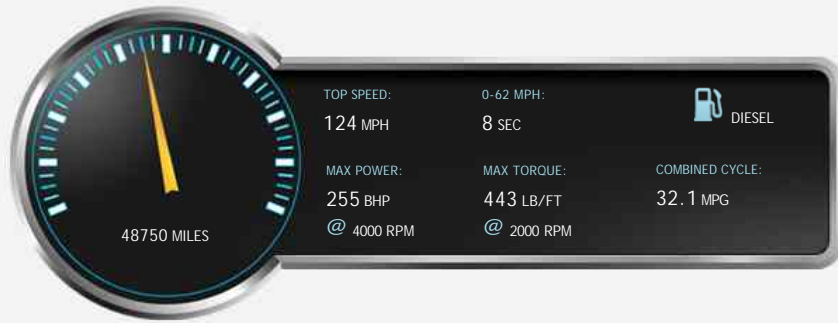 TOP SPEED:
124 MPH
0-62 MPH:
8 SEC
DIESEL
MAX POWER:
255 BHP
@ 4000 RPM
MAX TORQUE:
443 LB/FT
@ 2000 RPM
COMBINED CYCLE:
32.1 MPG
48750 MILES